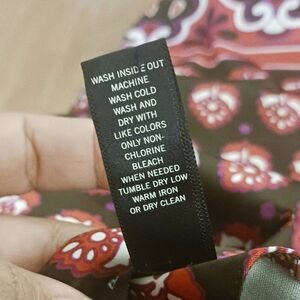 WASH INSIDE OUT
MACHINE
WASH COLD
WASH AND
DRY WITH
LIKE COLORS
ONLY NON-
CHLORINE
BLEACH
WHEN NEEDED
TUMBLE DRY LOW
WARM IRON
OR DRY CLEAN